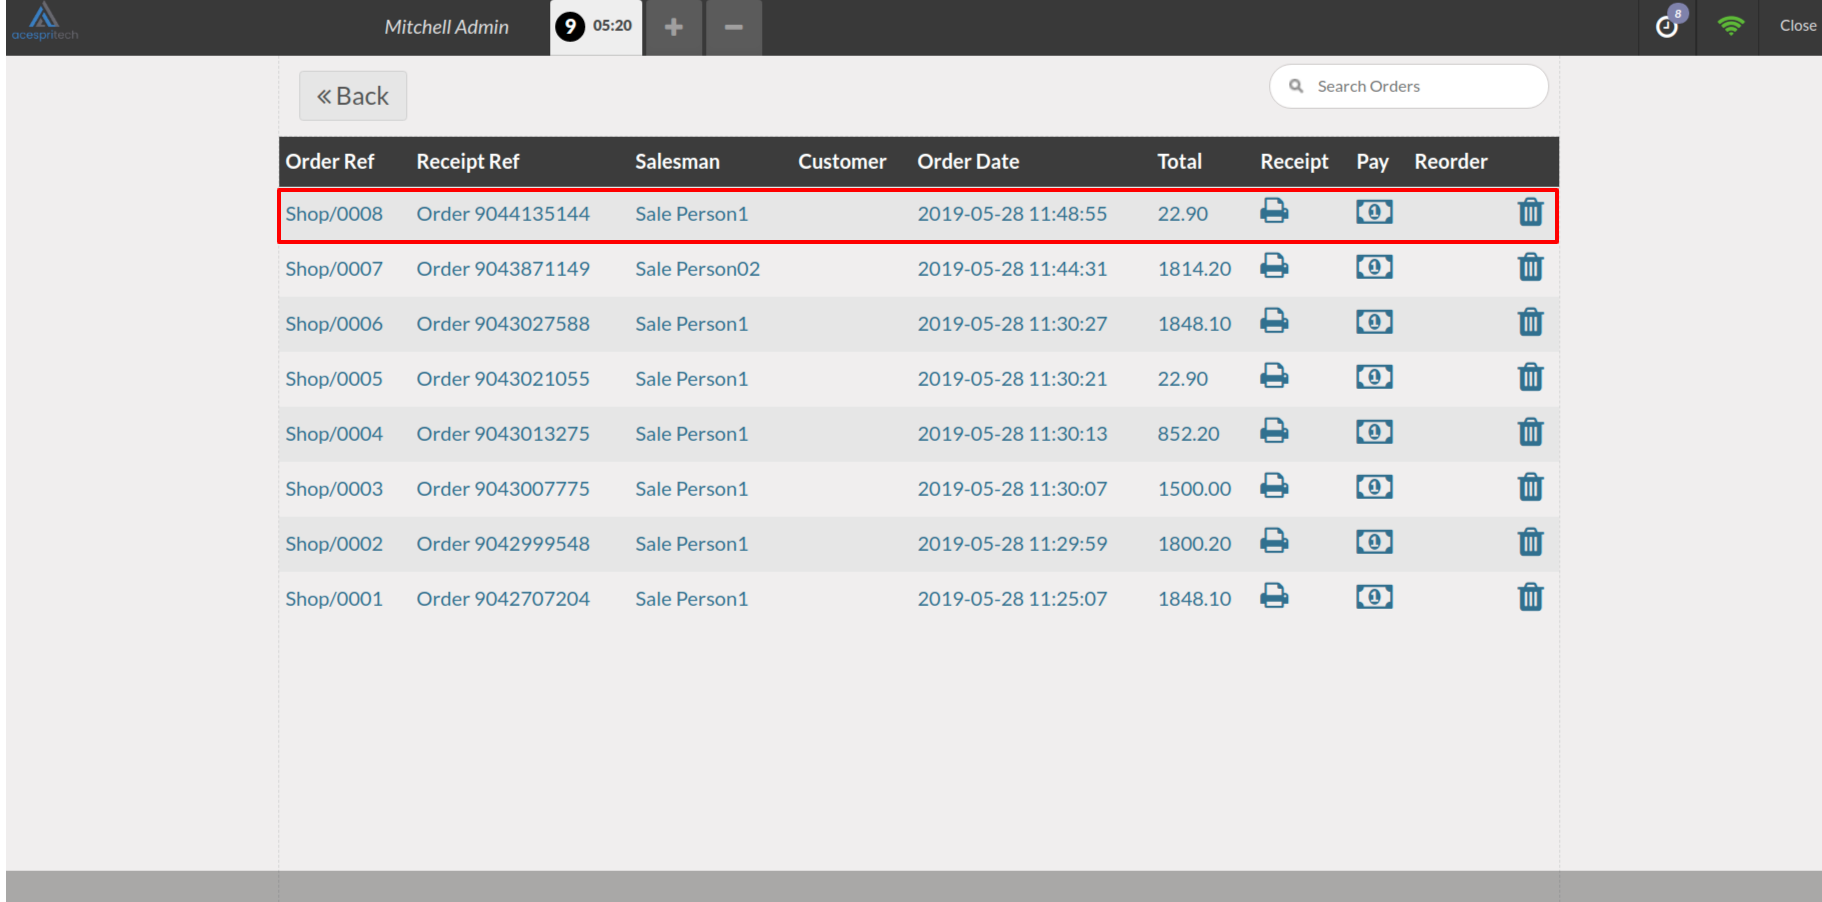 acespritech Mitchell Admin 9 05:20 8 Close
Back Search Orders
Order Ref Receipt Ref Salesman Customer Order Date Total Receipt Pay Reorder
Shop/0008 Order 9044135144 Sale Person1 2019-05-28 11:48:55 22.90
Shop/0007 Order 9043871149 Sale Person02 2019-05-28 11:44:31 1814.20
Shop/0006 Order 9043027588 Sale Person1 2019-05-28 11:30:27 1848.10
Shop/0005 Order 9043021055 Sale Person1 2019-05-28 11:30:21 22.90
Shop/0004 Order 9043013275 Sale Person1 2019-05-28 11:30:13 852.20
Shop/0003 Order 9043007775 Sale Person1 2019-05-28 11:30:07 1500.00
Shop/0002 Order 9042999548 Sale Person1 2019-05-28 11:29:59 1800.20
Shop/0001 Order 9042707204 Sale Person1 2019-05-28 11:25:07 1848.10